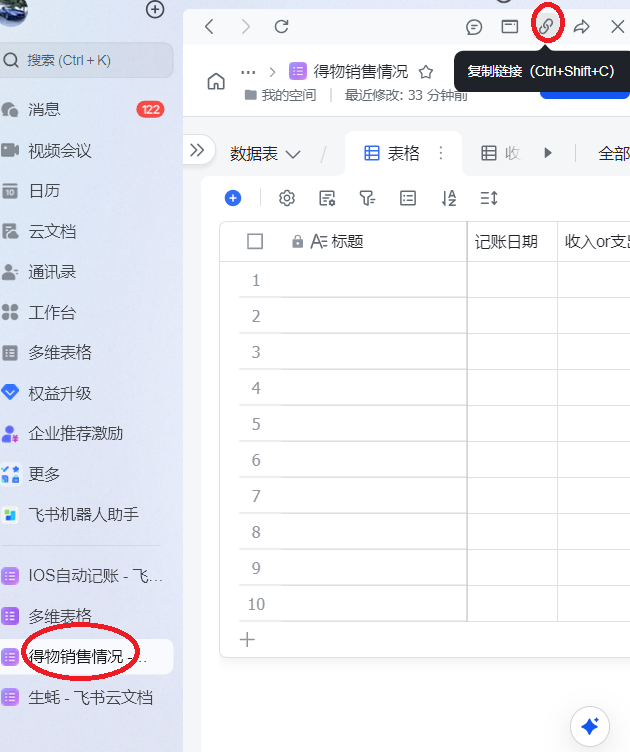 搜索 (Ctrl + K)
消息
122
视频会议
10
日历
云文档
通讯录
工作台
多维表格
权益升级
企业推荐激励
更多
飞书机器人助手
IOS自动记账 - 飞...
多维表格
得物销售情况 -...
生蚝 - 飞书云文档
复制链接（Ctrl+Shift+C）
... 得物销售情况
我的空间 | 最近修改: 33 分钟前
数据表 / 表格 收 全部
标题 记账日期 收入or支出
1
2
3
4
5
6
7
8
9
10